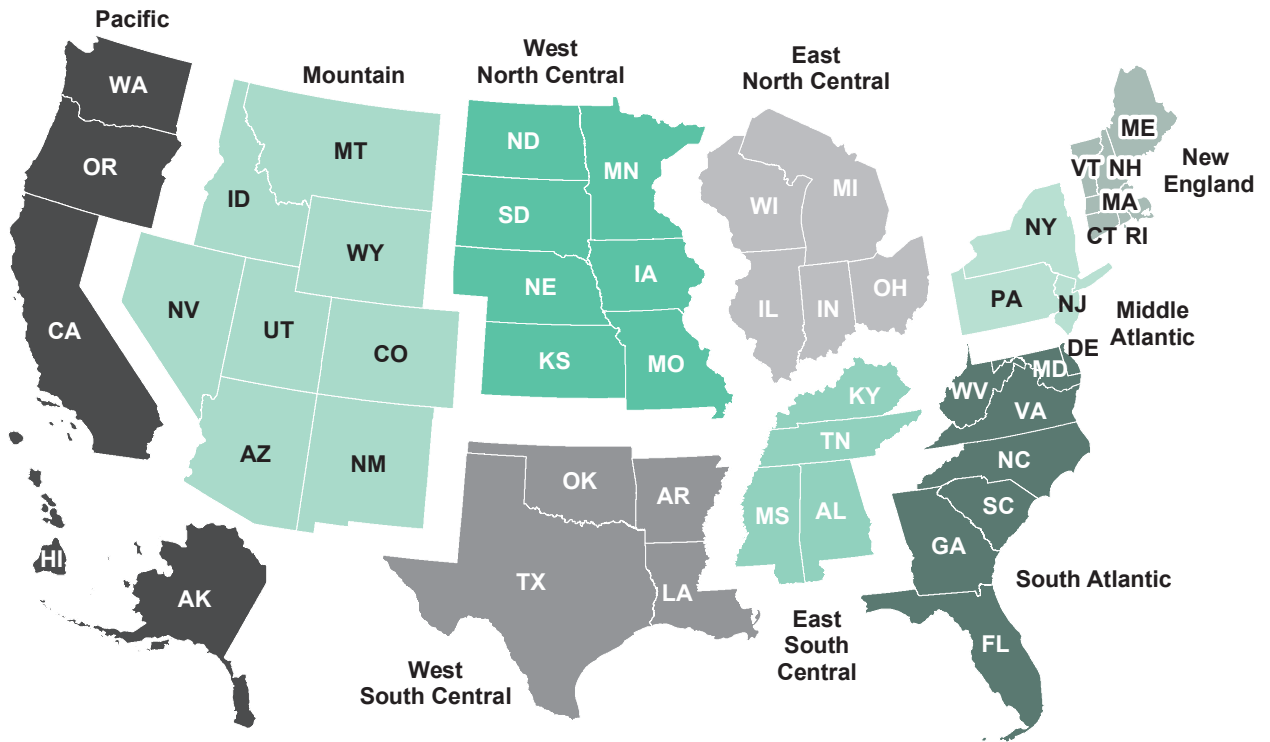 Pacific
WA
OR
CA
HI
AK
Mountain
MT
ID
WY
NV
UT
CO
AZ
NM
West
North Central
ND
MN
SD
IA
NE
KS
MO
East
North Central
WI
MI
IL
IN
OH
New
England
ME
VT
NH
MA
CT
RI
Middle
Atlantic
NY
PA
NJ
South Atlantic
DE
MD
WV
VA
NC
SC
GA
FL
East
South
Central
KY
TN
MS
AL
West
South Central
OK
AR
TX
LA